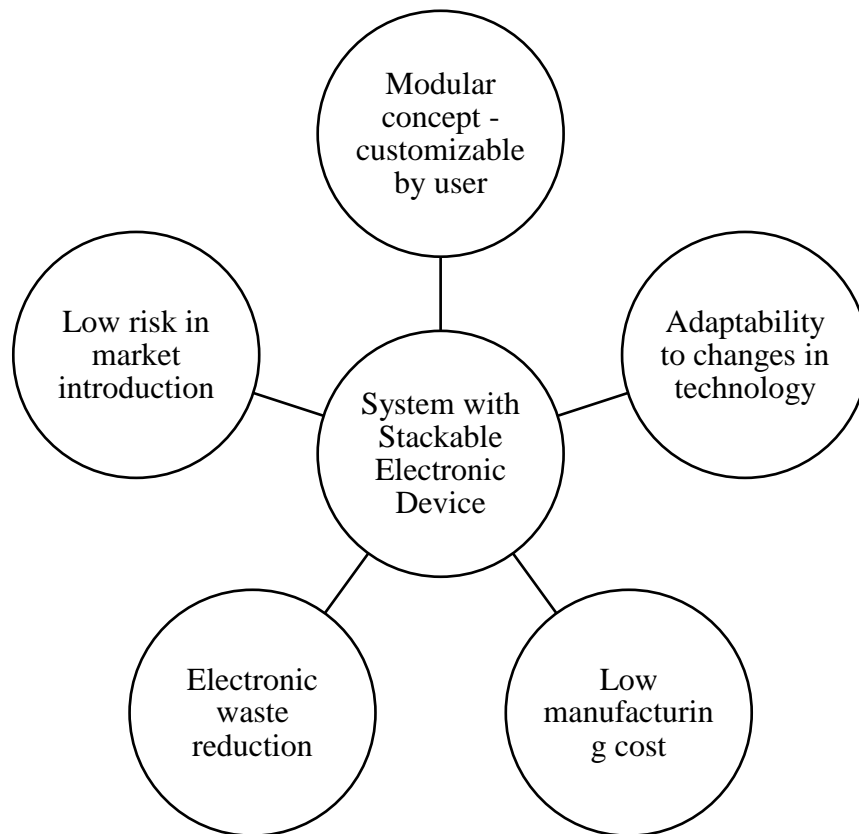 Modular
concept -
customizable
by user
Low risk in
market
introduction
Adaptability
to changes in
technology
System with
Stackable
Electronic
Device
Electronic
waste
reduction
Low
manufacturin
g cost